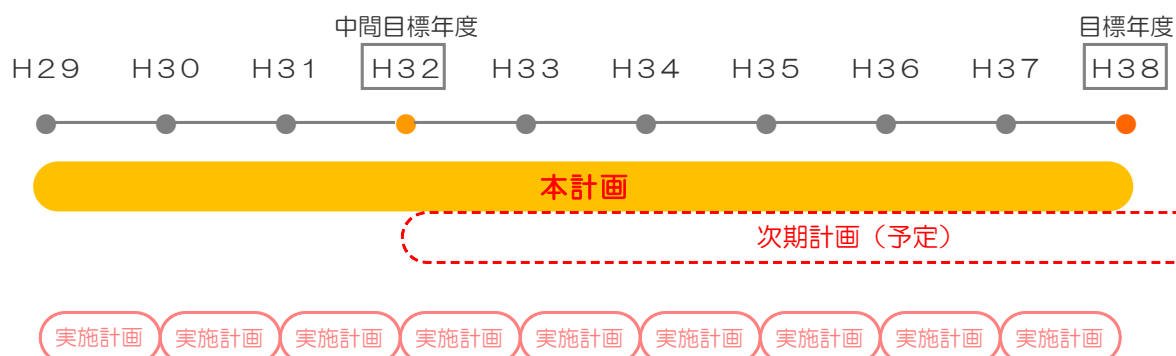 中間目標年度 目標年度
H29 H30 H31 H32 H33 H34 H35 H36 H37 H38
本計画
次期計画（予定）
実施計画 実施計画 実施計画 実施計画 実施計画 実施計画 実施計画 実施計画 実施計画